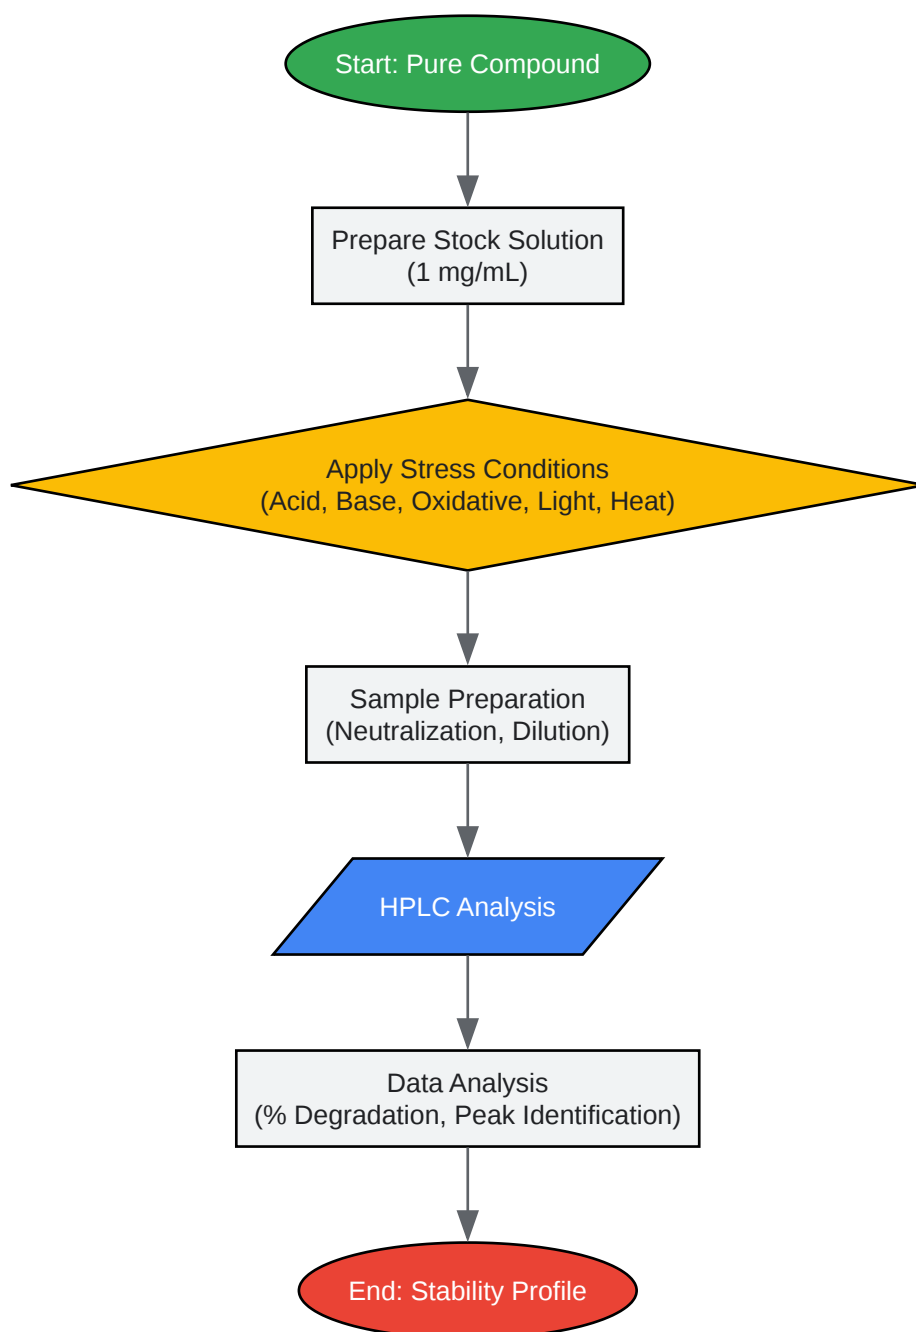 Start: Pure Compound
Prepare Stock Solution
(1 mg/mL)
Apply Stress Conditions
(Acid, Base, Oxidative, Light, Heat)
Sample Preparation
(Neutralization, Dilution)
HPLC Analysis
Data Analysis
(% Degradation, Peak Identification)
End: Stability Profile